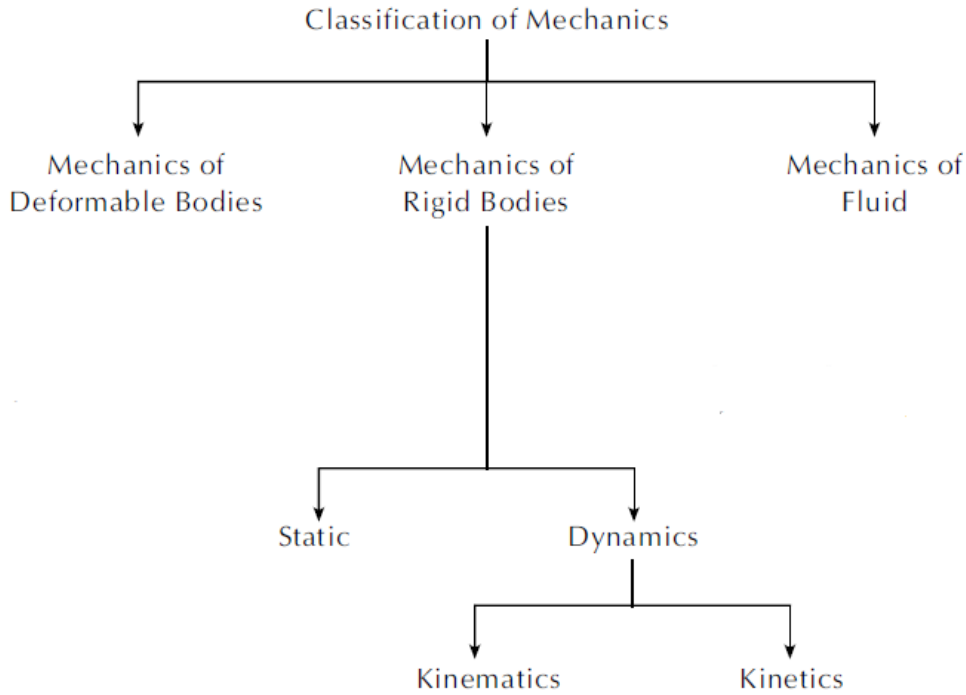 Classification of Mechanics
Mechanics of
Deformable Bodies
Mechanics of
Rigid Bodies
Mechanics of
Fluid
Static
Dynamics
Kinematics
Kinetics